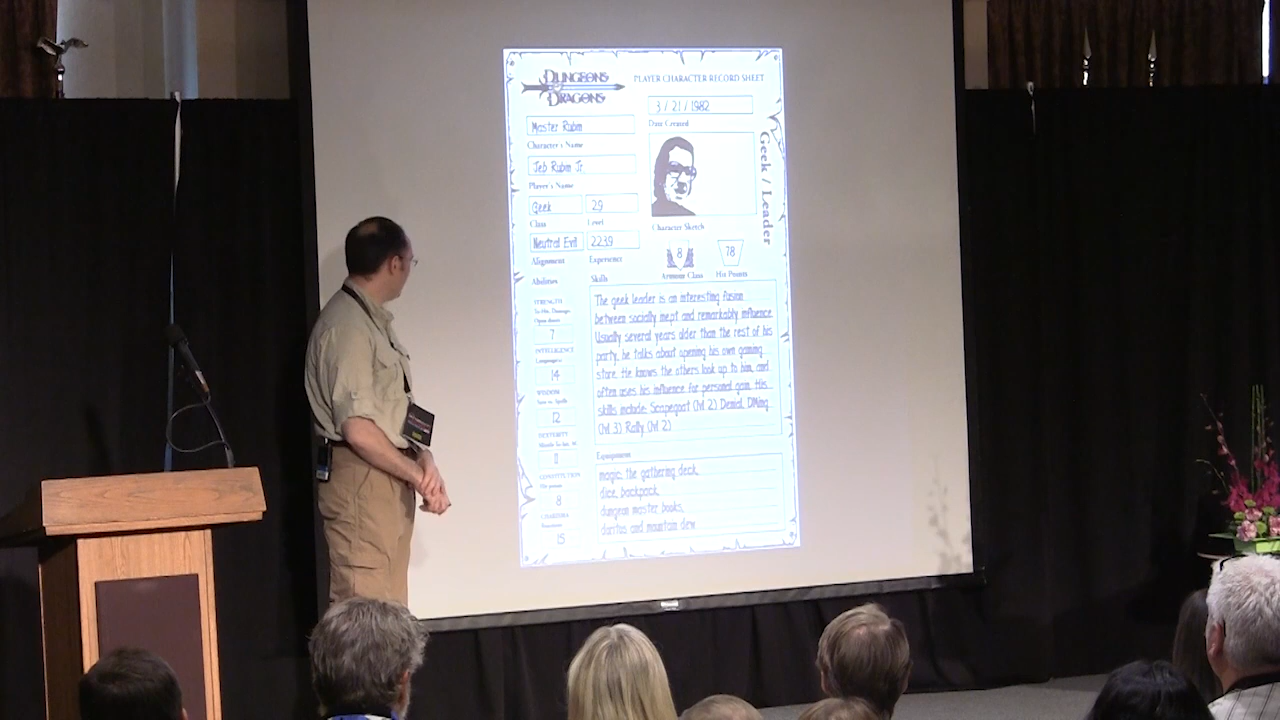 DUNGEONS
DRAGONS
PLAYER CHARACTER RECORD SHEET
3 / 21 / 1982
Date Created
Master Rubm
Character's Name
Jeb Rubm Jr
Player's Name
Geek
29
Class
Level
Neutral Evil
2239
Alignment
Experience
Geek / Leader
Character Sketch
8
78
Armour Class
Hit Points
Abilities
Skills
STRENGTH
7
INTELLIGENCE
14
WISDOM
12
DEXTERITY
11
CONSTITUTION
8
CHARISMA
15
The geek leader is an interesting fusion
between socially inept and remarkably influence
Usually several years older than the rest of his
party, he talks about opening his own gaming
store. He knows the others look up to him, and
often uses his influence for personal gain. His
skills include: Scapegoat (lvl 2) Denial, DMing
(lvl 3) Rally (lvl 2)
Equipment
magic: the gathering deck,
dice, backpack,
dungeon master books,
dorritos and mountain dew